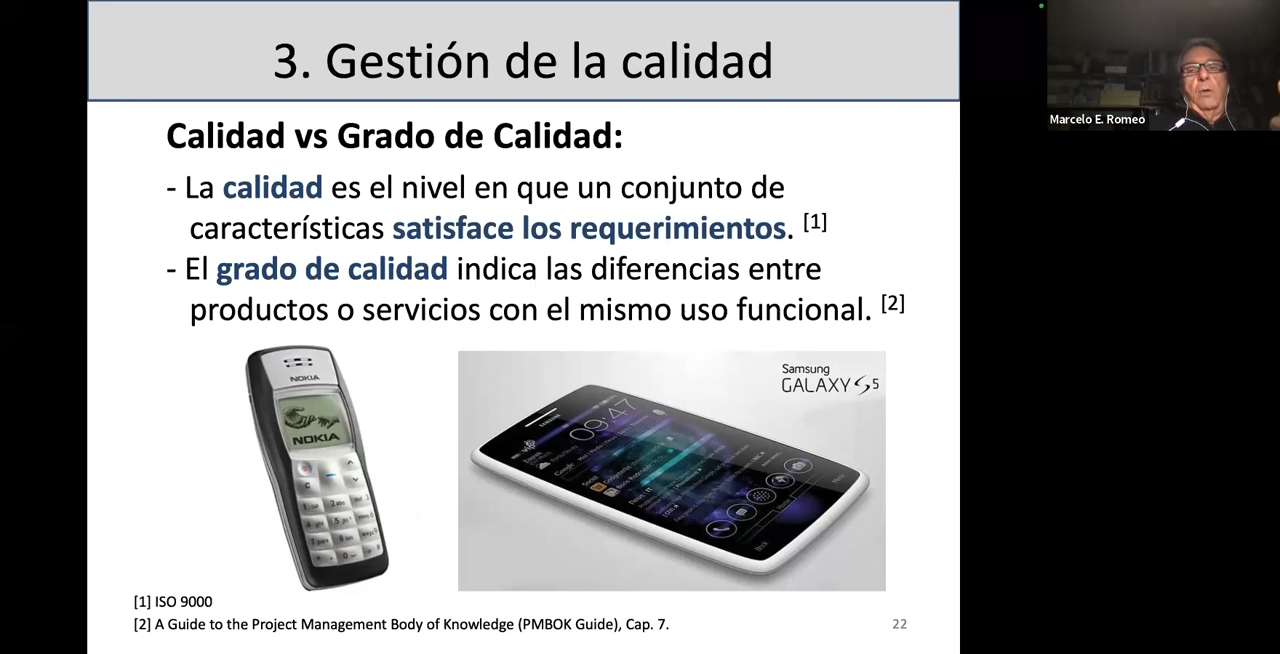 3. Gestión de la calidad
Marcelo E. Romeo
Calidad vs Grado de Calidad:
- La calidad es el nivel en que un conjunto de
características satisface los requerimientos. [1]
- El grado de calidad indica las diferencias entre
productos o servicios con el mismo uso funcional. [2]
NOKIA
NOKIA
Samsung
GALAXY S5
09:47
[1] ISO 9000
[2] A Guide to the Project Management Body of Knowledge (PMBOK Guide), Cap. 7.
22